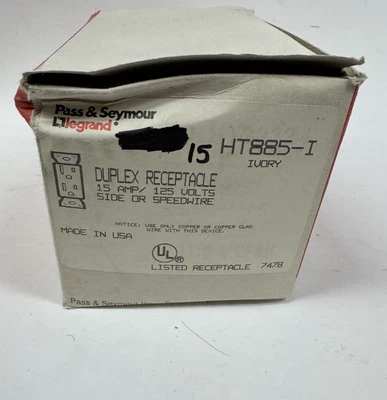 Pass & Seymour
legrand
15 HT885-I
IVORY
DUPLEX RECEPTACLE
15 AMP/ 125 VOLTS
SIDE OR SPEEDWIRE
NOTICE: USE ONLY COPPER OR COPPER CLAD
WIRE WITH THIS DEVICE.
MADE IN USA
UL
LISTED RECEPTACLE 747B
Pass & Seymour